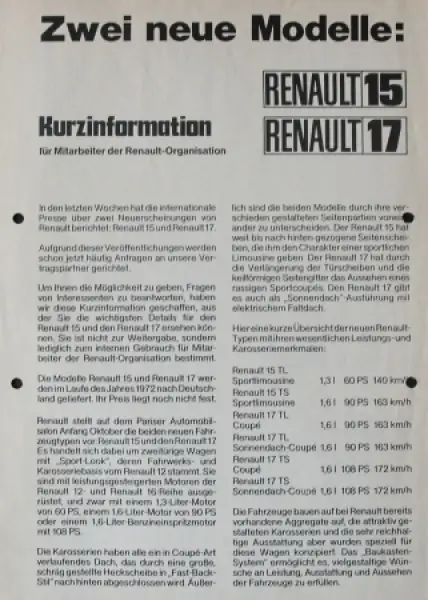 Zwei neue Modelle:
RENAULT 15
RENAULT 17
Kurzinformation
für Mitarbeiter der Renault-Organisation
In den letzten Wochen hat die internationale
Presse über zwei Neuerscheinungen von
Renault berichtet: Renault 15 und Renault 17.
Aufgrund dieser Veröffentlichungen werden
schon jetzt häufig Anfragen an unsere Ver-
tragspartner gerichtet.
Um Ihnen die Möglichkeit zu geben, Fragen
von Interessenten zu beantworten, haben
wir diese Kurzinformation geschaffen, aus
der Sie die wichtigsten Details für den
Renault 15 und den Renault 17 ersehen kön-
nen. Sie ist nicht zur Weitergabe, sondern
lediglich zum internen Gebrauch für Mitar-
beiter der Renault-Organisation bestimmt.
Die Modelle Renault 15 und Renault 17 wer-
den im Laufe des Jahres 1972 nach Deutsch-
land geliefert. Ihr Preis liegt noch nicht fest.
Renault stellt auf dem Pariser Automobil-
salon Anfang Oktober die beiden neuen Fahr-
zeugtypen vor: Renault 15 und den Renault 17
Es handelt sich dabei um zweitürige Wagen
mit „Sport-Look“, deren Fahrwerks- und
Karosseriebasis vom Renault 12 stammt. Sie
sind mit leistungsgesteigerten Motoren der
Renault 12- und Renault 16-Reihe ausge-
rüstet, und zwar mit einem 1,3-Liter-Motor
von 60 PS, einem 1,6-Liter-Motor von 90 PS
oder einem 1,6-Liter-Benzineinspritzmotor
mit 108 PS.
Die Karosserien haben alle ein in Coupé-Art
verlaufendes Dach, das durch eine große,
schräg gestellte Heckscheibe in „Fast-Back-
Stil“ nach hinten abgeschlossen wird. Äußer-
lich sind die beiden Modelle durch ihre ver-
schieden gestalteten Seitenpartien vonein-
ander zu unterscheiden. Der Renault 15 hat
weit bis nach hinten gezogene Seitenschei-
ben, die ihm den Charakter einer sportlichen
Limousine geben. Der Renault 17 hat durch
die Verlängerung der Türscheiben und die
keilförmigen Seitengitter das Aussehen eines
rassigen Sportcoupés. Den Renault 17 gibt
es auch als „Sonnendach“-Ausführung mit
elektrischem Faltdach.
Hier eine kurze Übersicht der neuen Renault-
Typen mit ihren wesentlichen Leistungs- und
Karosseriemerkmalen:
Renault 15 TL
Sportlimousine 1,3 l 60 PS 140 km/h
Renault 15 TS
Sportlimousine 1,6 l 90 PS 163 km/h
Renault 17 TL
Coupé 1,6 l 90 PS 163 km/h
Renault 17 TL
Sonnendach-Coupé 1,6 l 90 PS 163 km/h
Renault 17 TS
Coupé 1,6 l 108 PS 172 km/h
Renault 17 TS
Sonnendach-Coupé 1,6 l 108 PS 172 km/h
Die Fahrzeuge bauen auf bei Renault bereits
vorhandene Aggregate auf, die attraktiv ge-
stalteten Karosserien und die sehr reichhal-
tige Ausstattung aber wurden speziell für
diese Wagen konzipiert. Das „Baukasten-
System“ ermöglicht es, vielgestaltige Wün-
sche an Leistung, Ausstattung und Aussehen
der Fahrzeuge zu erfüllen.